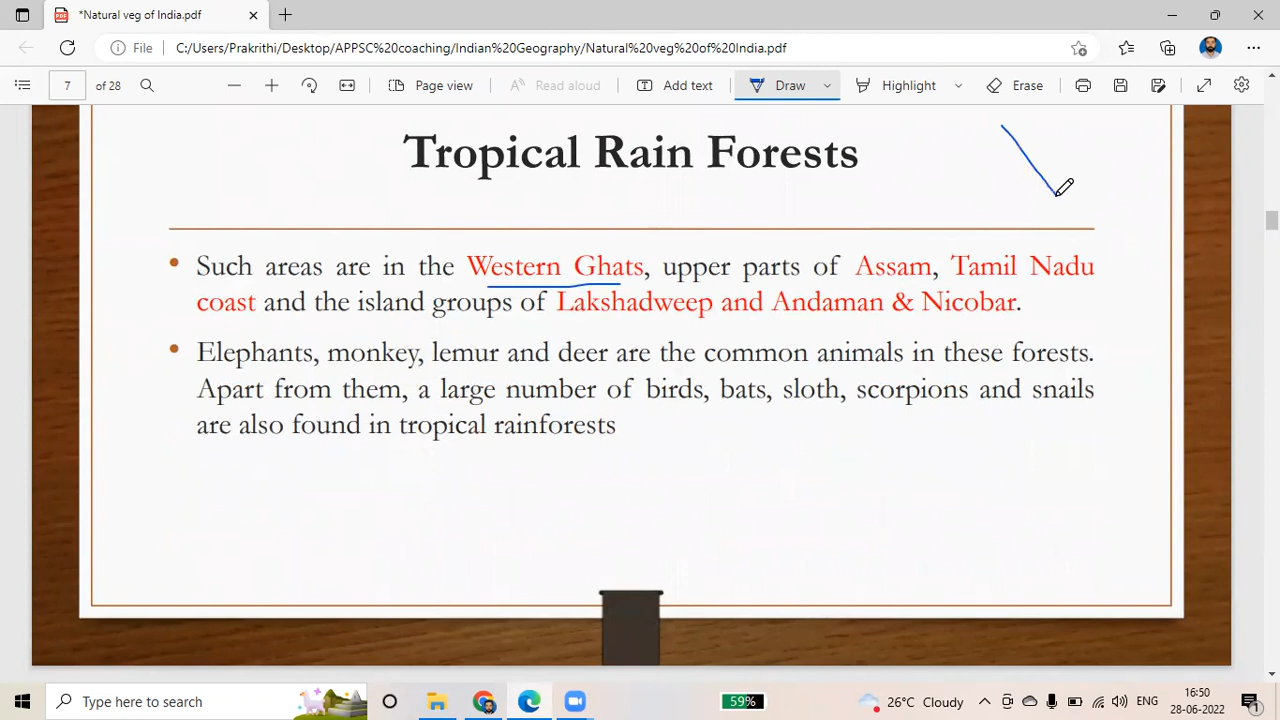 *Natural veg of India.pdf
File C:/Users/Prakrithi/Desktop/APPSC%20coaching/Indian%20Geography/Natural%20veg%20of%20India.pdf
7 of 28 Page view Read aloud Add text Draw Highlight Erase
Tropical Rain Forests
• Such areas are in the Western Ghats, upper parts of Assam, Tamil Nadu
coast and the island groups of Lakshadweep and Andaman & Nicobar.
• Elephants, monkey, lemur and deer are the common animals in these forests.
Apart from them, a large number of birds, bats, sloth, scorpions and snails
are also found in tropical rainforests
Type here to search 59% 26°C Cloudy ENG 16:50
28-06-2022 1